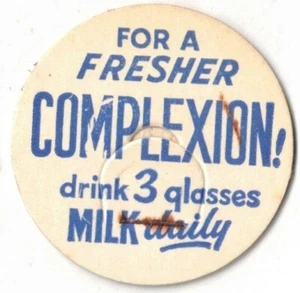 FOR A
FRESHER
COMPLEXION!
drink 3 glasses
MILK daily